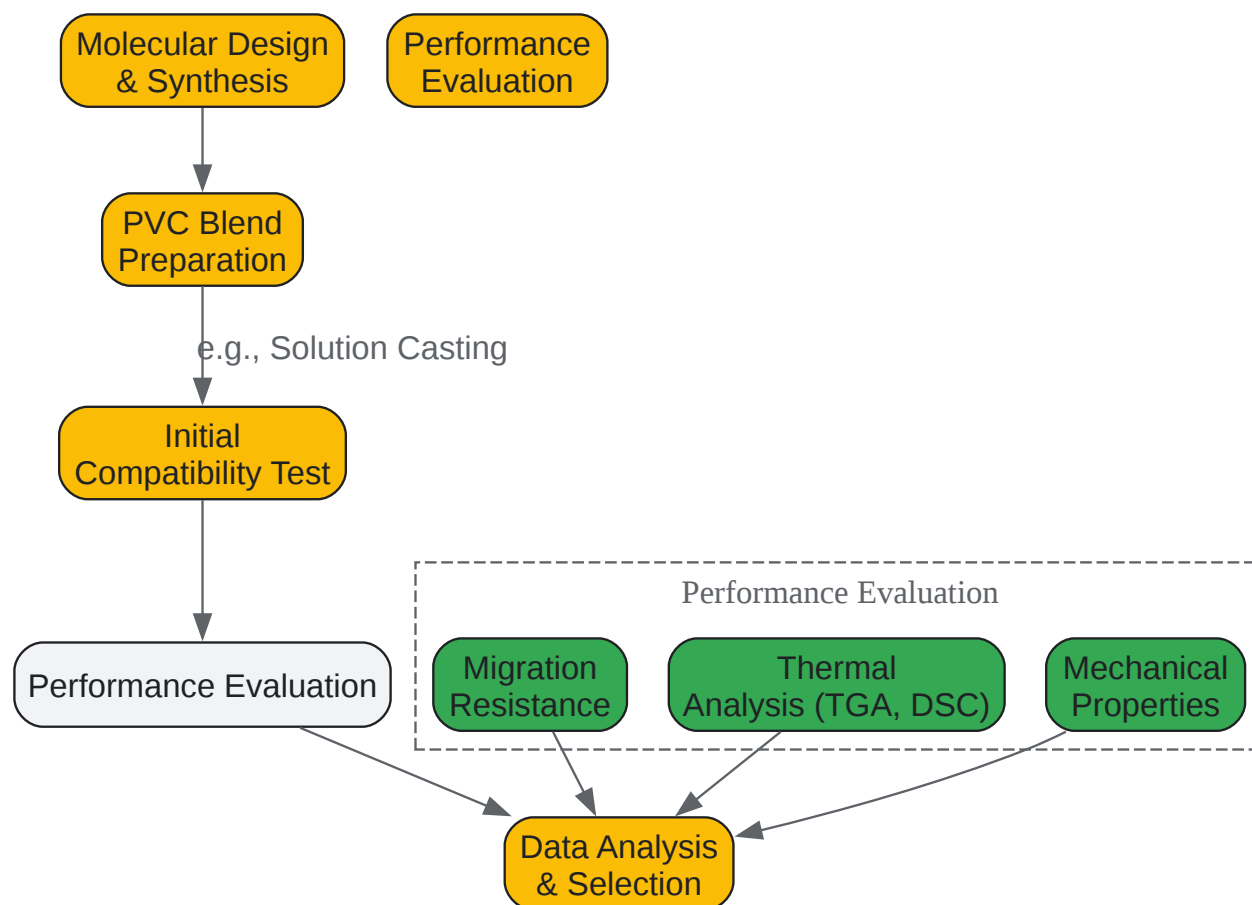 Molecular Design
& Synthesis
Performance
Evaluation
PVC Blend
Preparation
e.g., Solution Casting
Initial
Compatibility Test
Performance Evaluation
Performance Evaluation
Migration
Resistance
Thermal
Analysis (TGA, DSC)
Mechanical
Properties
Data Analysis
& Selection